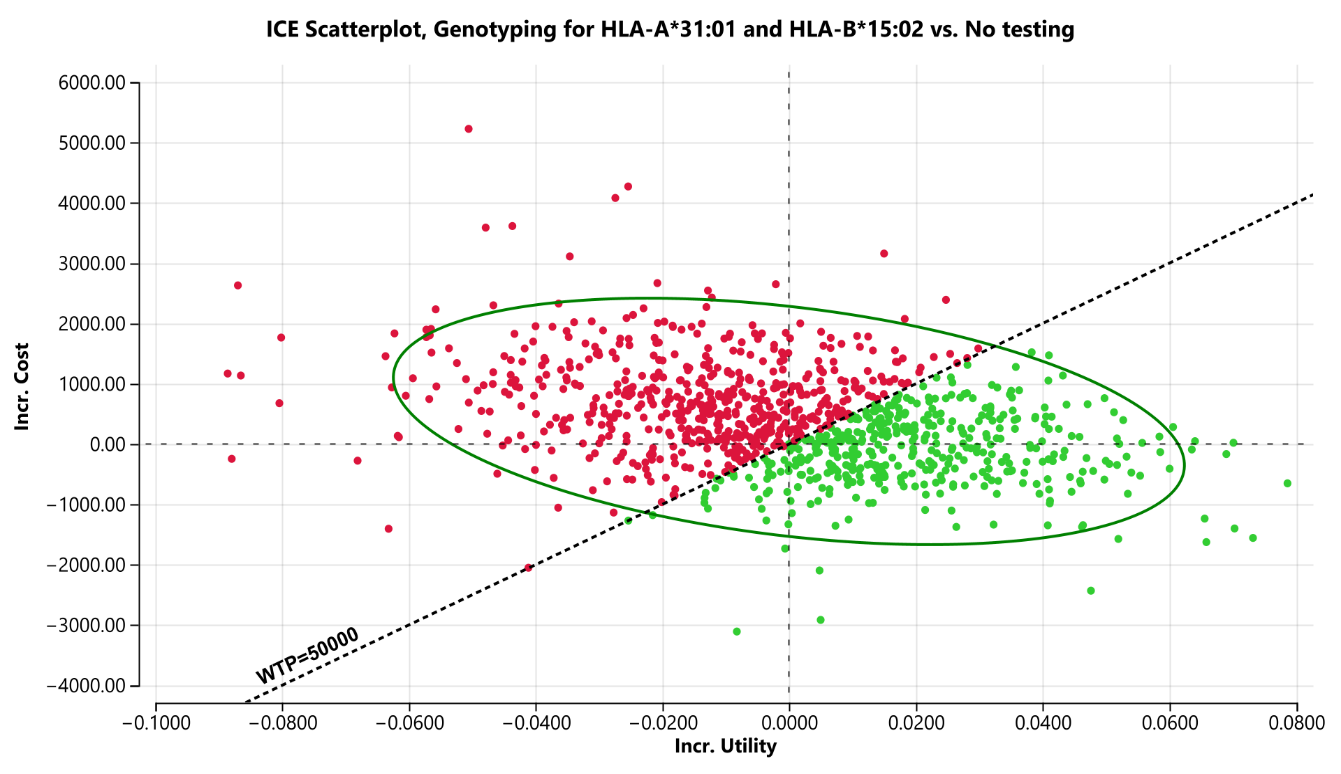 ICE Scatterplot, Genotyping for HLA-A*31:01 and HLA-B*15:02 vs. No testing
6000.00
5000.00
4000.00
3000.00
2000.00
1000.00
0.00
−1000.00
−2000.00
−3000.00
−4000.00
Incr. Cost
WTP=50000
−0.1000 −0.0800 −0.0600 −0.0400 −0.0200 0.0000 0.0200 0.0400 0.0600 0.0800
Incr. Utility